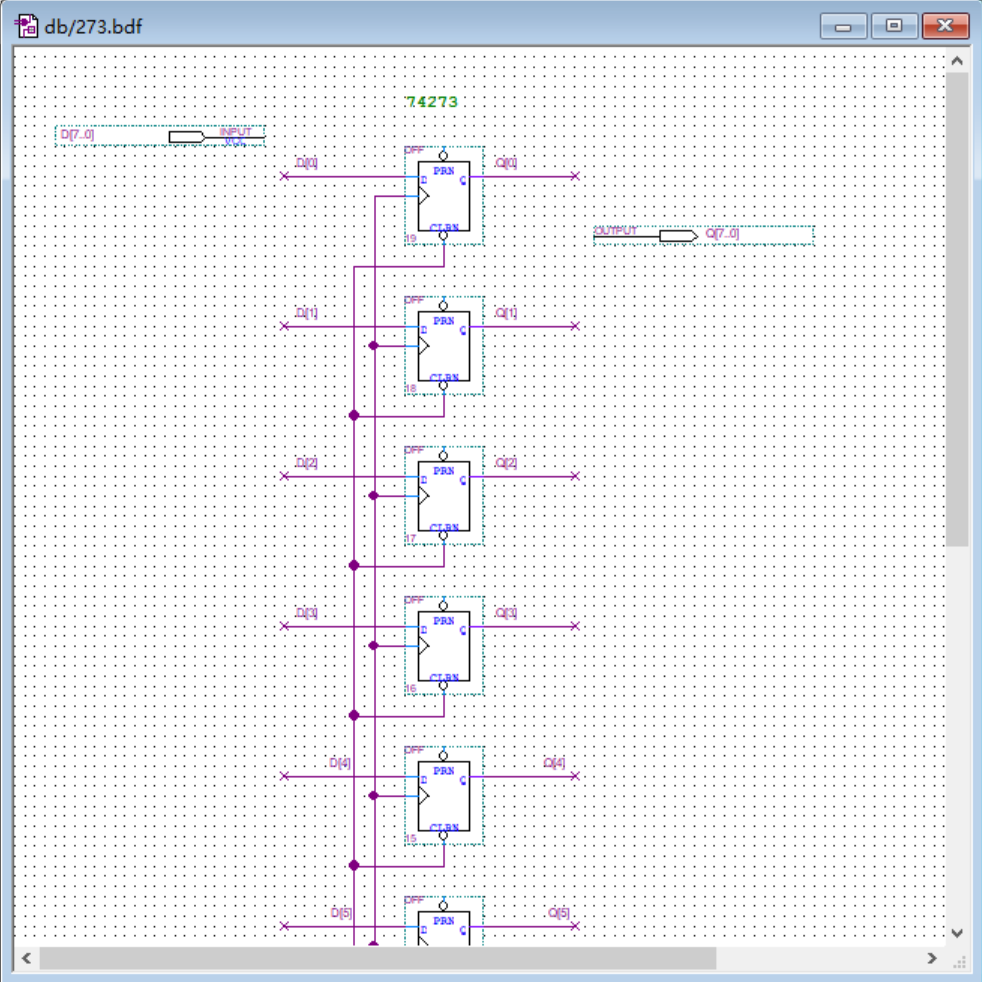 db/273.bdf
74273
D[7..0]
INPUT
VCC
DFF
D[0]
Q[0]
PRN
D Q
CLRN
19
OUTPUT
Q[7..0]
DFF
D[1]
Q[1]
PRN
D Q
CLRN
18
DFF
D[2]
Q[2]
PRN
D Q
CLRN
17
DFF
D[3]
Q[3]
PRN
D Q
CLRN
16
DFF
D[4]
Q[4]
PRN
D Q
CLRN
15
DFF
D[5]
Q[5]
PRN
D Q